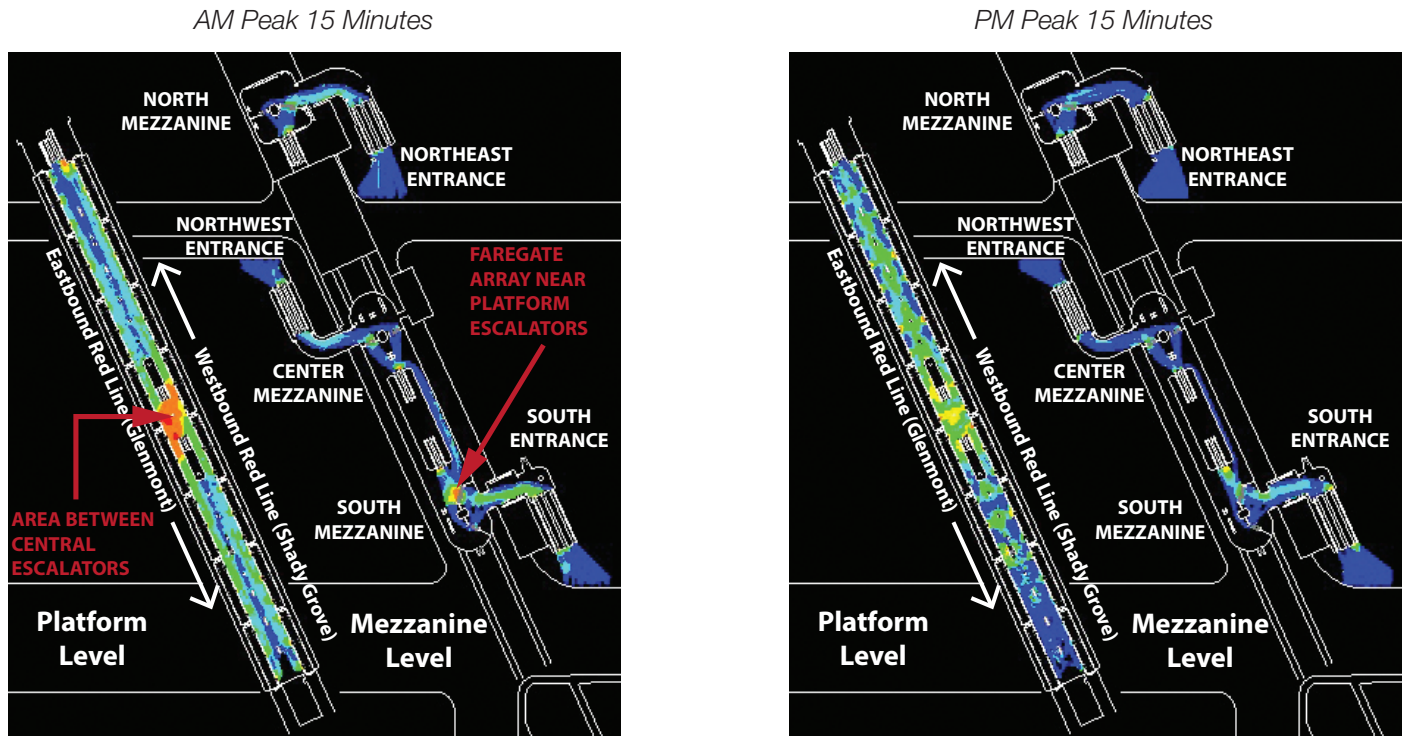 AM Peak 15 Minutes
NORTH
MEZZANINE
NORTHEAST
ENTRANCE
NORTHWEST
ENTRANCE
FAREGATE
ARRAY NEAR
PLATFORM
ESCALATORS
Eastbound Red Line (Glenmont)
Westbound Red Line (Shady Grove)
CENTER
MEZZANINE
SOUTH
ENTRANCE
AREA BETWEEN
CENTRAL
ESCALATORS
SOUTH
MEZZANINE
Platform
Level
Mezzanine
Level
PM Peak 15 Minutes
NORTH
MEZZANINE
NORTHEAST
ENTRANCE
NORTHWEST
ENTRANCE
Eastbound Red Line (Glenmont)
Westbound Red Line (Shady Grove)
CENTER
MEZZANINE
SOUTH
ENTRANCE
SOUTH
MEZZANINE
Platform
Level
Mezzanine
Level